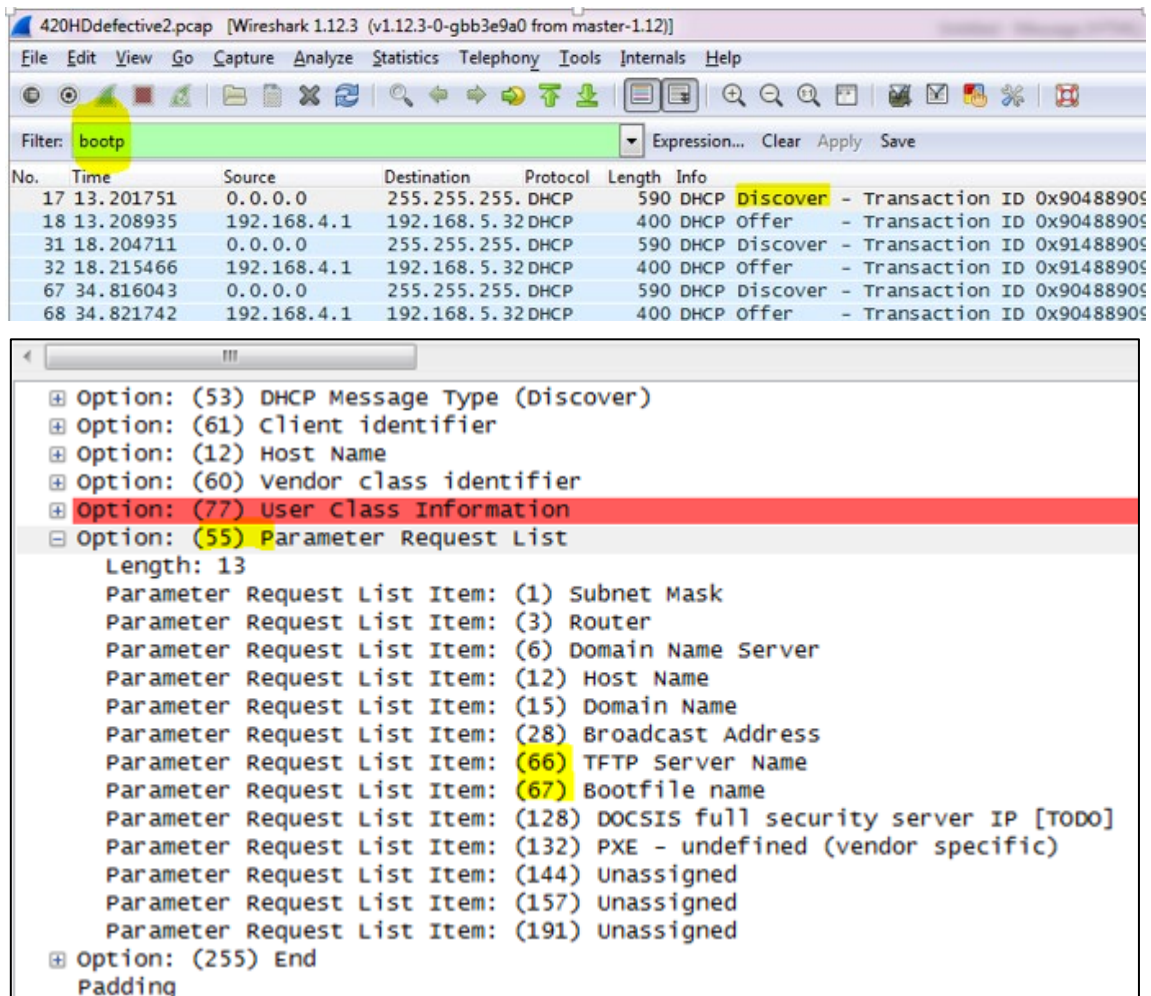 420HDdefective2.pcap [Wireshark 1.12.3 (v1.12.3-0-gbb3e9a0 from master-1.12)]
File Edit View Go Capture Analyze Statistics Telephony Tools Internals Help
Filter: bootp Expression... Clear Apply Save
No. Time Source Destination Protocol Length Info
17 13.201751 0.0.0.0 255.255.255. DHCP 590 DHCP Discover - Transaction ID 0x90488909
18 13.208935 192.168.4.1 192.168.5.32 DHCP 400 DHCP Offer - Transaction ID 0x90488909
31 18.204711 0.0.0.0 255.255.255. DHCP 590 DHCP Discover - Transaction ID 0x91488909
32 18.215466 192.168.4.1 192.168.5.32 DHCP 400 DHCP Offer - Transaction ID 0x91488909
67 34.816043 0.0.0.0 255.255.255. DHCP 590 DHCP Discover - Transaction ID 0x90488909
68 34.821742 192.168.4.1 192.168.5.32 DHCP 400 DHCP Offer - Transaction ID 0x90488909
Option: (53) DHCP Message Type (Discover)
Option: (61) Client identifier
Option: (12) Host Name
Option: (60) Vendor class identifier
Option: (77) User Class Information
Option: (55) Parameter Request List
Length: 13
Parameter Request List Item: (1) Subnet Mask
Parameter Request List Item: (3) Router
Parameter Request List Item: (6) Domain Name Server
Parameter Request List Item: (12) Host Name
Parameter Request List Item: (15) Domain Name
Parameter Request List Item: (28) Broadcast Address
Parameter Request List Item: (66) TFTP Server Name
Parameter Request List Item: (67) Bootfile name
Parameter Request List Item: (128) DOCSIS full security server IP [TODO]
Parameter Request List Item: (132) PXE - undefined (vendor specific)
Parameter Request List Item: (144) Unassigned
Parameter Request List Item: (157) Unassigned
Parameter Request List Item: (191) Unassigned
Option: (255) End
Padding